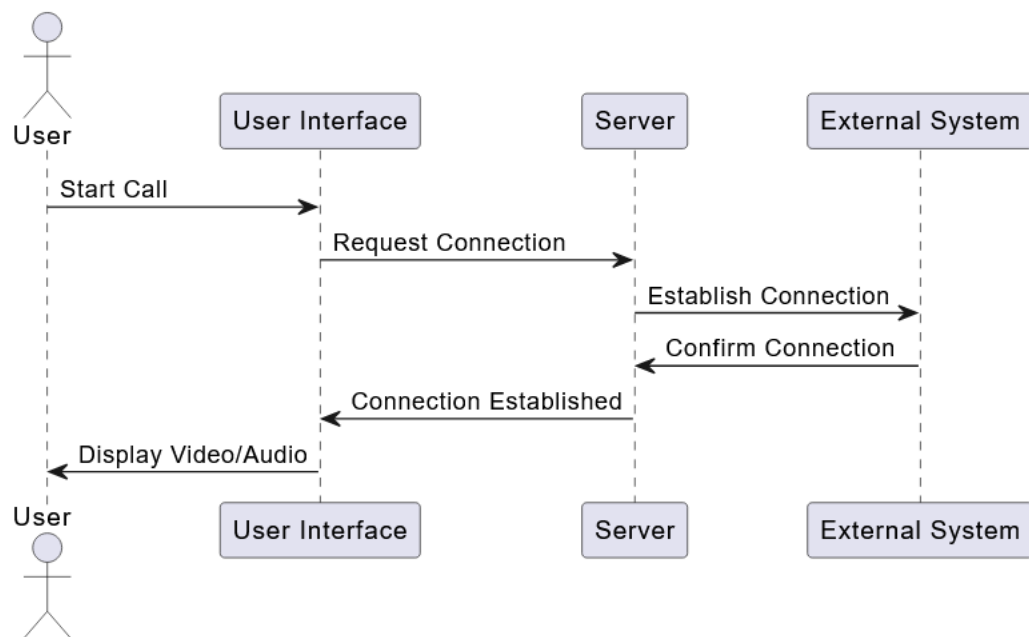 User
User Interface
Server
External System
Start Call
Request Connection
Establish Connection
Confirm Connection
Connection Established
Display Video/Audio
User
User Interface
Server
External System